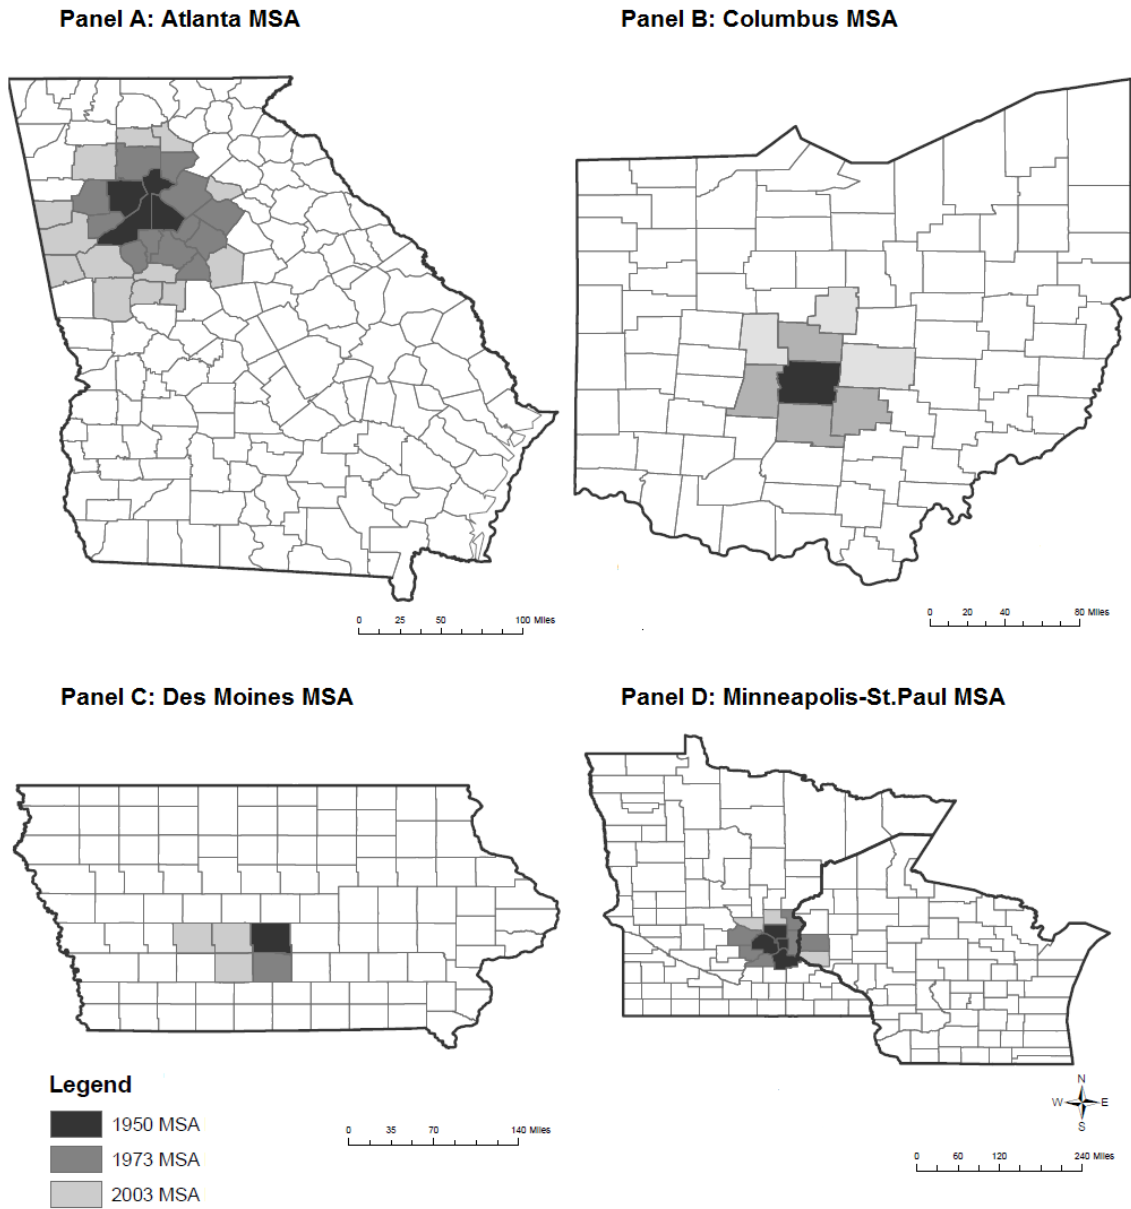 Panel A: Atlanta MSA
Panel B: Columbus MSA
0 25 50 100 Miles
0 20 40 80 Miles
Panel C: Des Moines MSA
Panel D: Minneapolis-St.Paul MSA
Legend
1950 MSA
1973 MSA
2003 MSA
0 35 70 140 Miles
N
W E
S
0 60 120 240 Miles